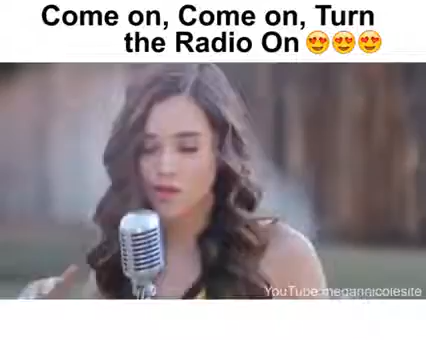 Come on, Come on, Turn
the Radio On 😍😍😍
YouTube:megannicolesite